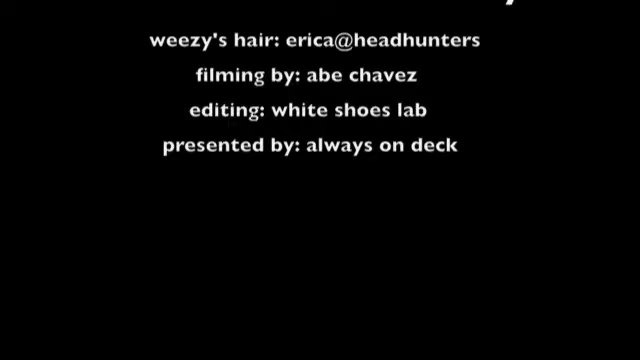 weezy's hair: erica@headhunters
filming by: abe chavez
editing: white shoes lab
presented by: always on deck